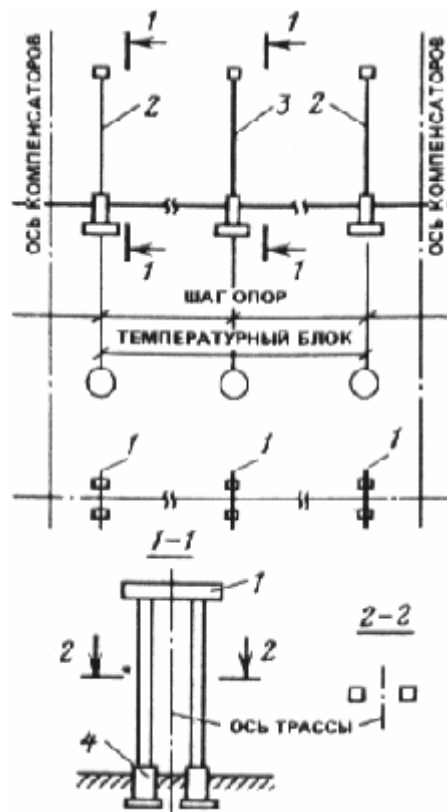 1 1
2 3 2
ОСЬ КОМПЕНСАТОРОВ
ОСЬ КОМПЕНСАТОРОВ
1 1
ШАГ ОПОР
ТЕМПЕРАТУРНЫЙ БЛОК
1 1 1
1-1
1
2 2
2-2
4
ОСЬ ТРАССЫ